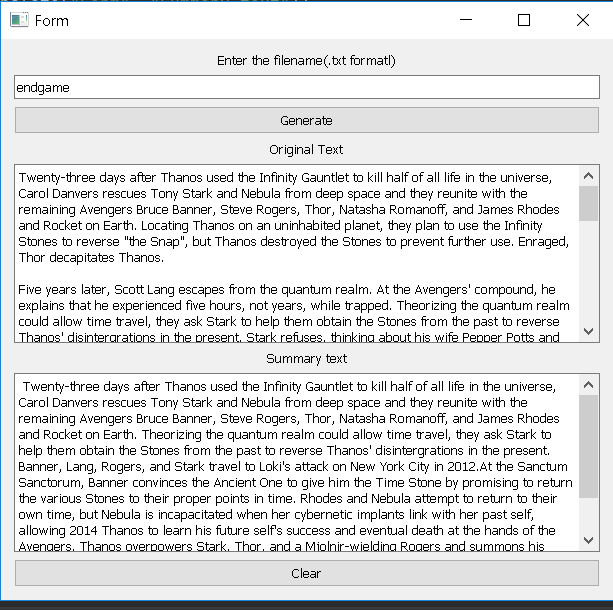 Form
Enter the filename(.txt formatl)
endgame
Generate
Original Text
Twenty-three days after Thanos used the Infinity Gauntlet to kill half of all life in the universe,
Carol Danvers rescues Tony Stark and Nebula from deep space and they reunite with the
remaining Avengers Bruce Banner, Steve Rogers, Thor, Natasha Romanoff, and James Rhodes
and Rocket on Earth. Locating Thanos on an uninhabited planet, they plan to use the Infinity
Stones to reverse "the Snap", but Thanos destroyed the Stones to prevent further use. Enraged,
Thor decapitates Thanos.
Five years later, Scott Lang escapes from the quantum realm. At the Avengers' compound, he
explains that he experienced five hours, not years, while trapped. Theorizing the quantum realm
could allow time travel, they ask Stark to help them obtain the Stones from the past to reverse
Thanos' disintergrations in the present. Stark refuses, thinking about his wife Pepper Potts and
Summary text
Twenty-three days after Thanos used the Infinity Gauntlet to kill half of all life in the universe,
Carol Danvers rescues Tony Stark and Nebula from deep space and they reunite with the
remaining Avengers Bruce Banner, Steve Rogers, Thor, Natasha Romanoff, and James Rhodes
and Rocket on Earth. Theorizing the quantum realm could allow time travel, they ask Stark to
help them obtain the Stones from the past to reverse Thanos' disintergrations in the present.
Banner, Lang, Rogers, and Stark travel to Loki's attack on New York City in 2012.At the Sanctum
Sanctorum, Banner convinces the Ancient One to give him the Time Stone by promising to return
the various Stones to their proper points in time. Rhodes and Nebula attempt to return to their
own time, but Nebula is incapacitated when her cybernetic implants link with her past self,
allowing 2014 Thanos to learn his future self's success and eventual death at the hands of the
Avengers. Thanos overpowers Stark, Thor, and a Mjolnir-wielding Rogers and summons his
Clear